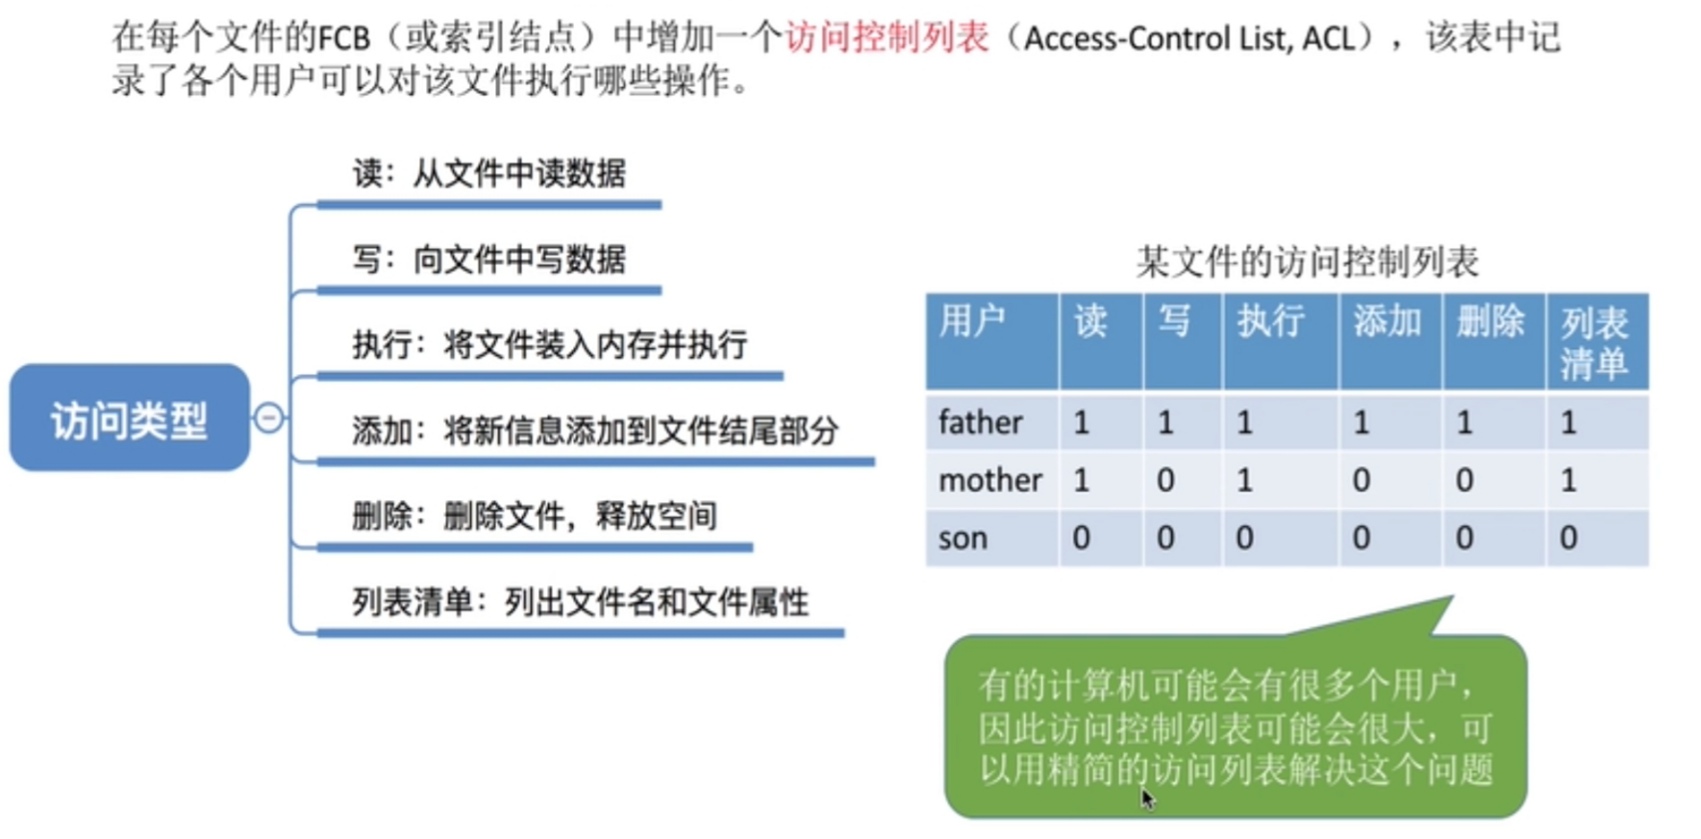 在每个文件的FCB（或索引结点）中增加一个访问控制列表（Access-Control List, ACL），该表中记
录了各个用户可以对该文件执行哪些操作。
访问类型
读：从文件中读数据
写：向文件中写数据
执行：将文件装入内存并执行
添加：将新信息添加到文件结尾部分
删除：删除文件，释放空间
列表清单：列出文件名和文件属性
某文件的访问控制列表
用户 读 写 执行 添加 删除 列表
清单
father 1 1 1 1 1 1
mother 1 0 1 0 0 1
son 0 0 0 0 0 0
有的计算机可能会有很多个用户，
因此访问控制列表可能会很大，可
以用精简的访问列表解决这个问题